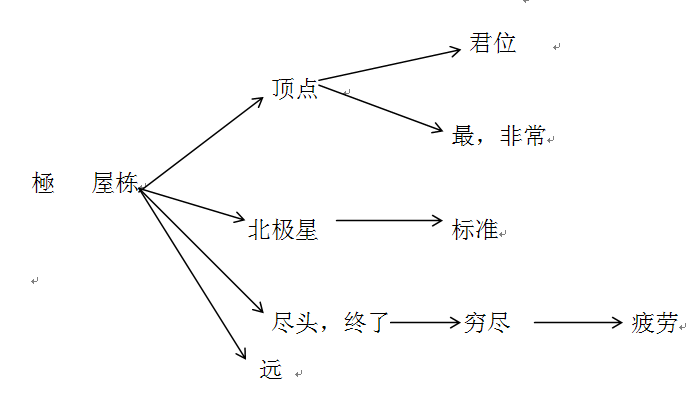 君位
顶点
最，非常
極 屋栋
北极星 标准
尽头，终了 穷尽 疲劳
远